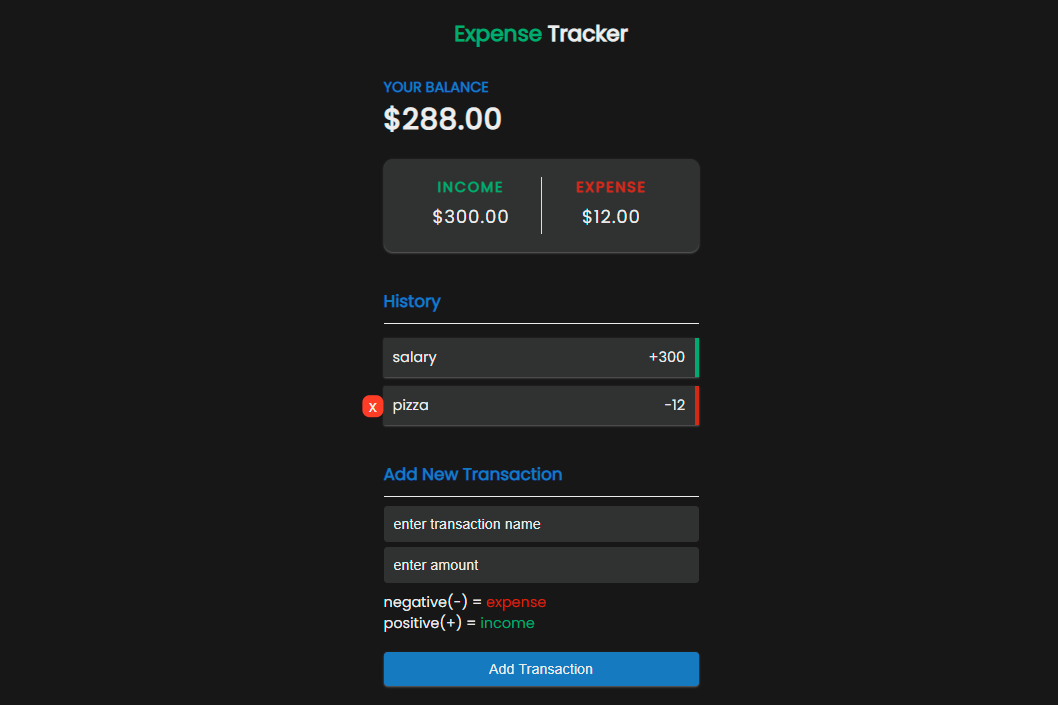 Expense Tracker
YOUR BALANCE
$288.00
INCOME EXPENSE
$300.00 $12.00
History
salary +300
x pizza -12
Add New Transaction
enter transaction name
enter amount
negative(-) = expense
positive(+) = income
Add Transaction